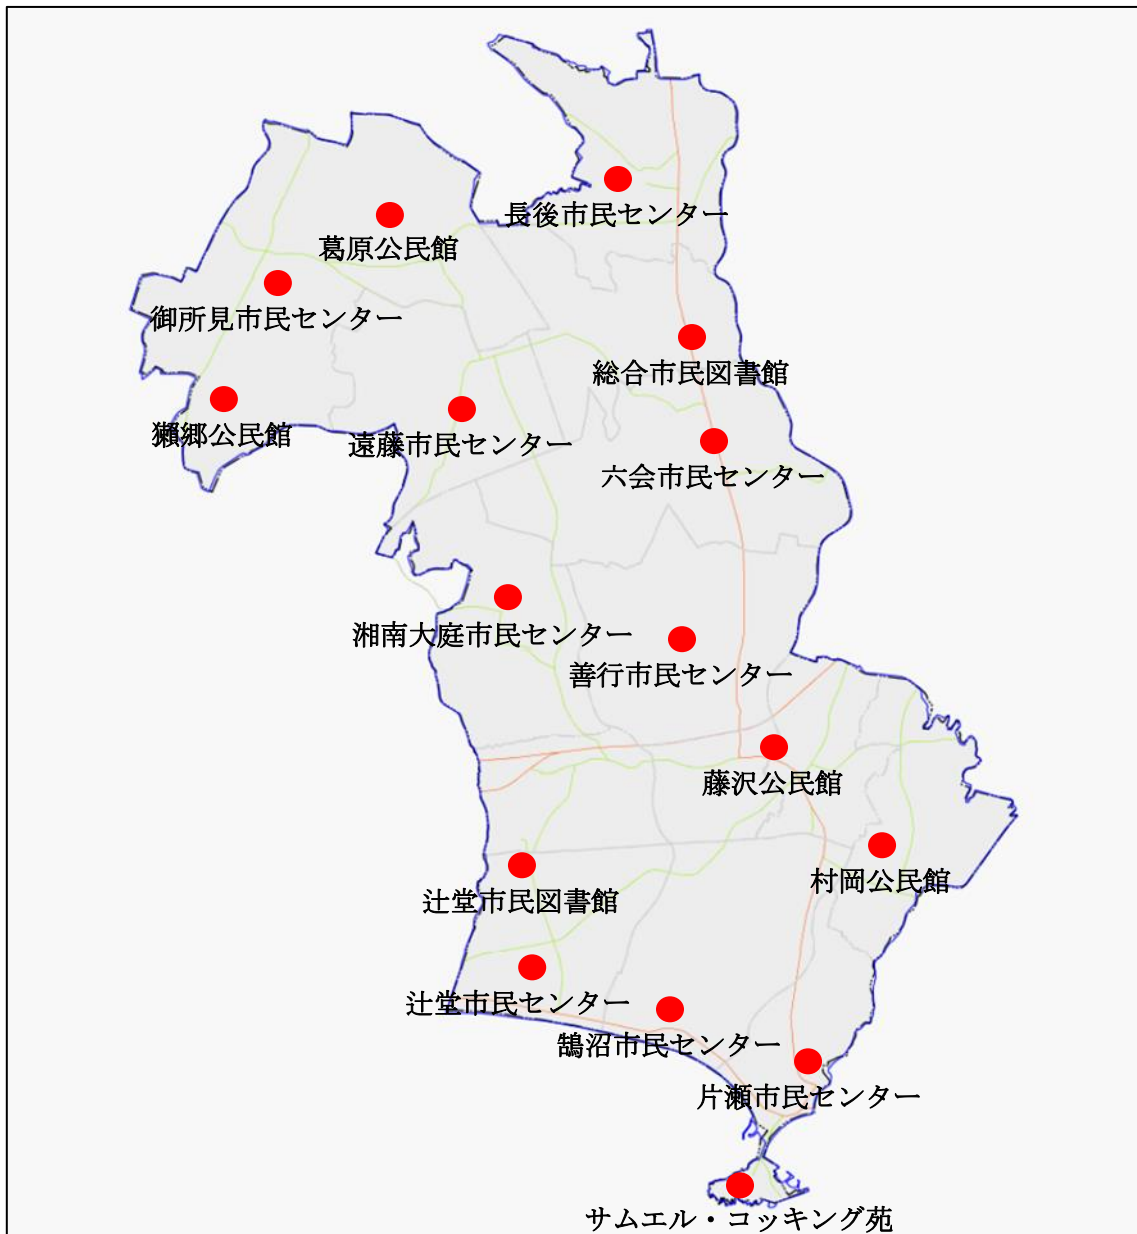 長後市民センター
葛原公民館
御所見市民センター
総合市民図書館
獺郷公民館
遠藤市民センター
六会市民センター
湘南大庭市民センター
善行市民センター
藤沢公民館
村岡公民館
辻堂市民図書館
辻堂市民センター
鵠沼市民センター
片瀬市民センター
サムエル・コッキング苑